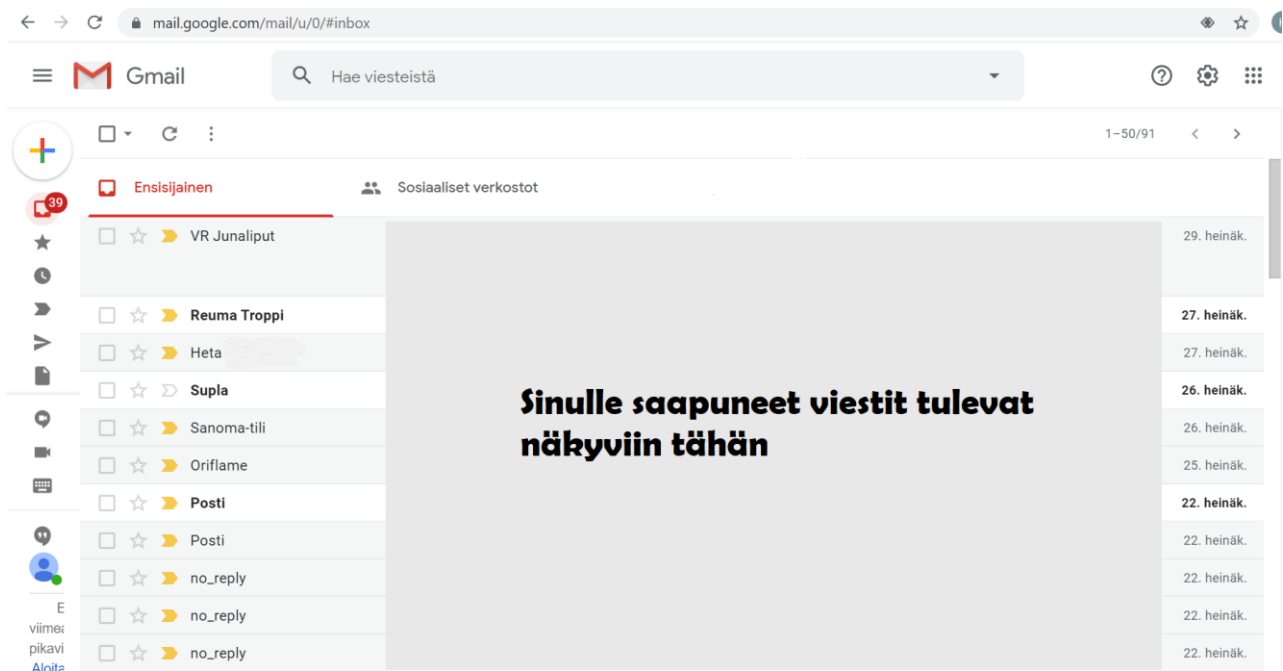 mail.google.com/mail/u/0/#inbox
Gmail
Hae viesteistä
1–50/91
Ensisijainen
Sosiaaliset verkostot
39
VR Junaliput 29. heinäk.
Reuma Troppi 27. heinäk.
Heta 27. heinäk.
Supla 26. heinäk.
Sanoma-tili 26. heinäk.
Oriflame 25. heinäk.
Posti 22. heinäk.
Posti 22. heinäk.
no_reply 22. heinäk.
no_reply 22. heinäk.
no_reply 22. heinäk.
Sinulle saapuneet viestit tulevat
näkyviin tähän
E
viimea
pikavi
Aloita